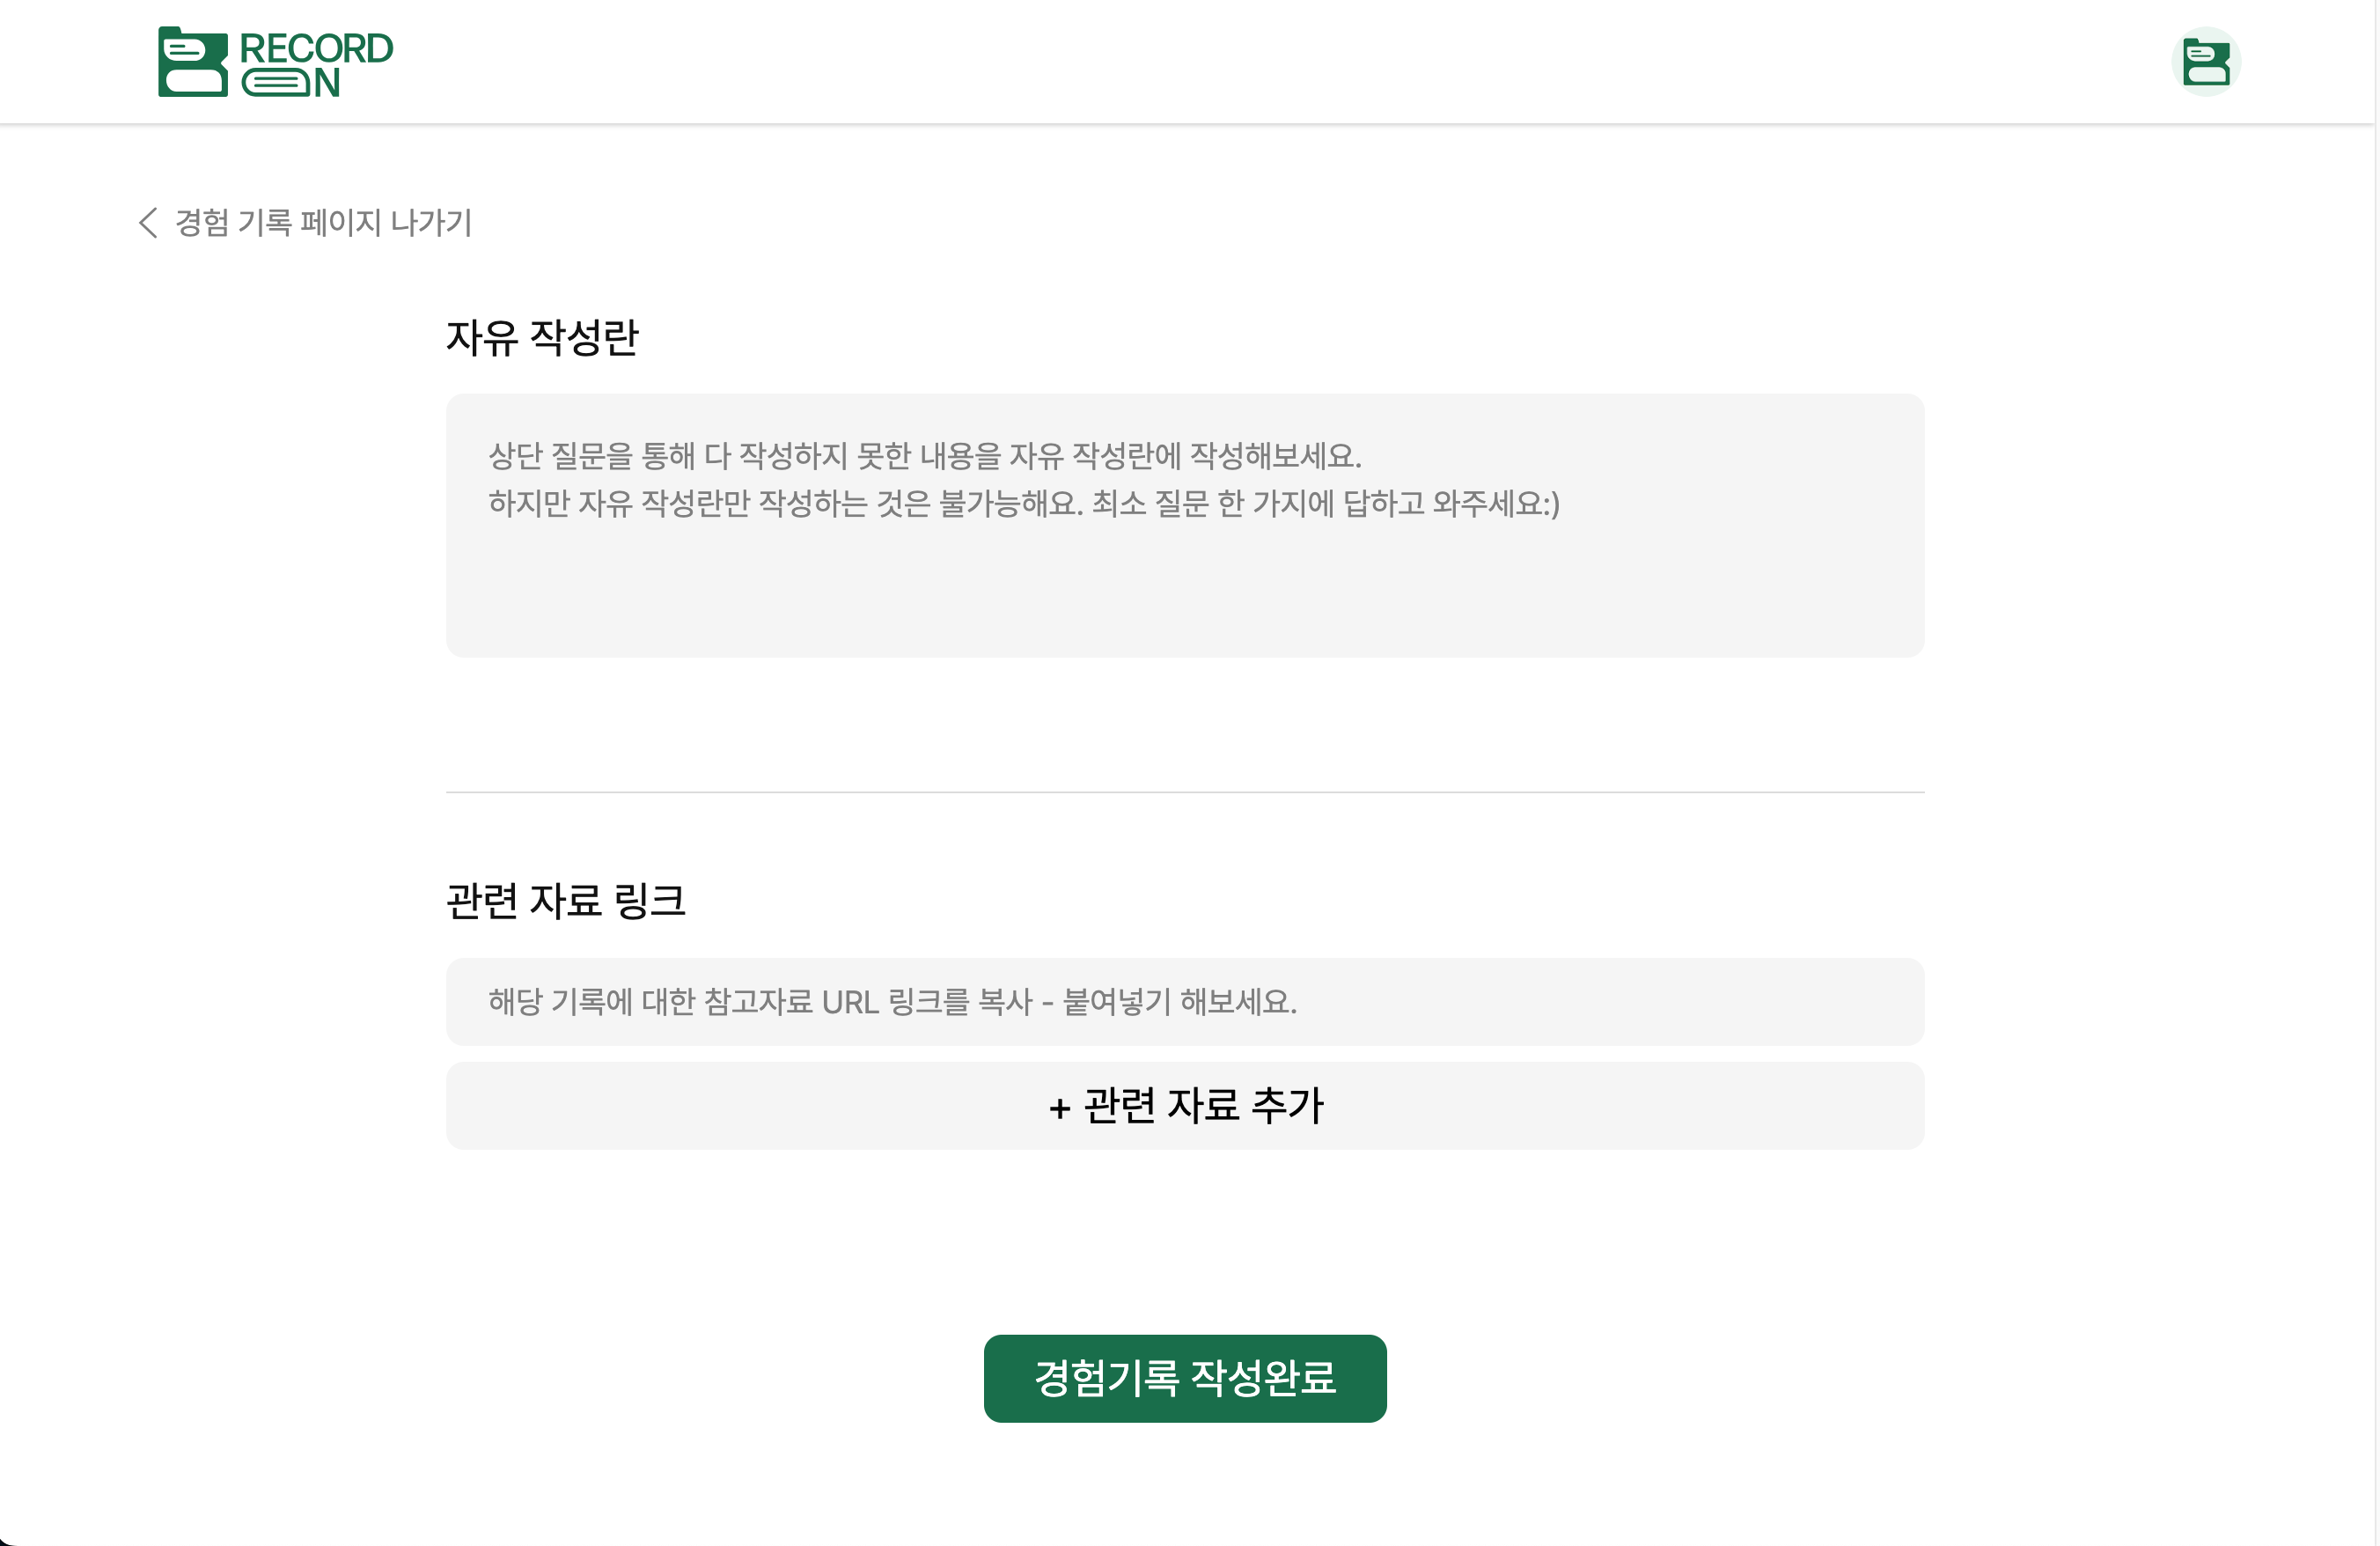 RECORD
ON
경험 기록 페이지 나가기
자유 작성란
상단 질문을 통해 다 작성하지 못한 내용을 자유 작성란에 작성해보세요.
하지만 자유 작성란만 작성하는 것은 불가능해요. 최소 질문 한 가지에 답하고 와주세요:)
관련 자료 링크
해당 기록에 대한 참고자료 URL 링크를 복사 - 붙여넣기 해보세요.
+ 관련 자료 추가
경험기록 작성완료